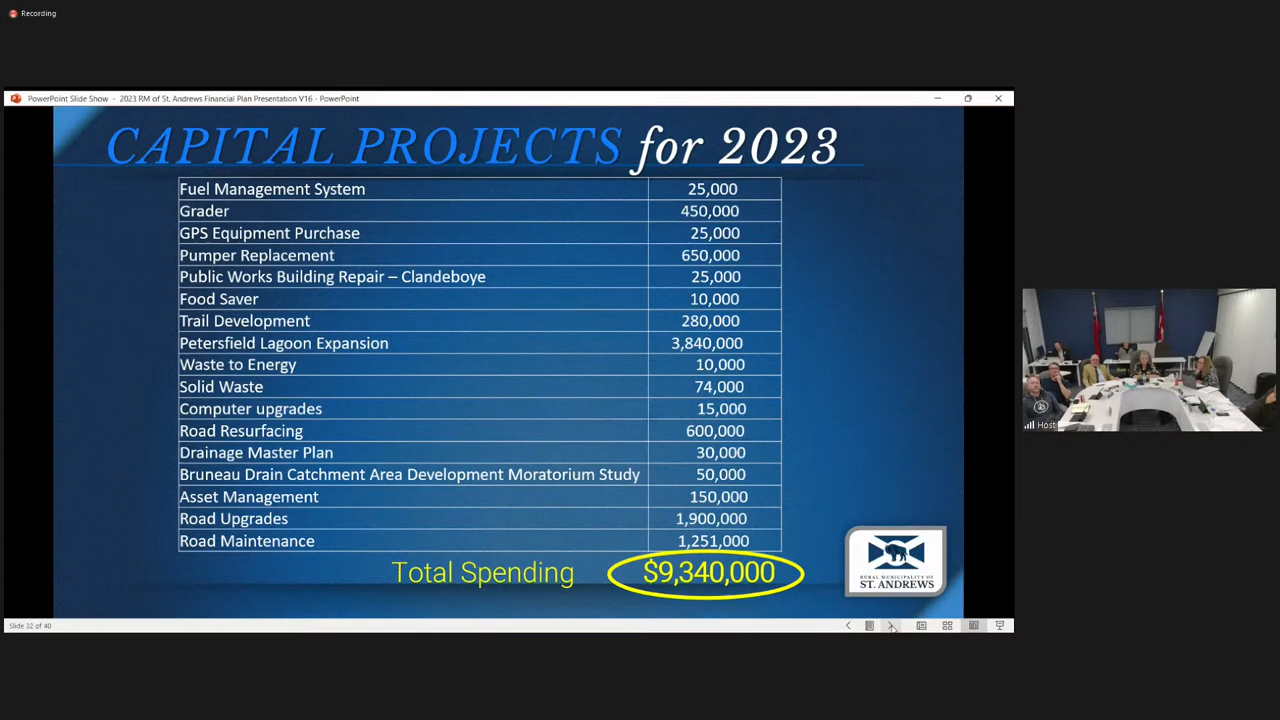 Recording
PowerPoint Slide Show - 2023 RM of St. Andrews Financial Plan Presentation V16 - PowerPoint
CAPITAL PROJECTS for 2023
Fuel Management System 25,000
Grader 450,000
GPS Equipment Purchase 25,000
Pumper Replacement 650,000
Public Works Building Repair – Clandeboye 25,000
Food Saver 10,000
Trail Development 280,000
Petersfield Lagoon Expansion 3,840,000
Waste to Energy 10,000
Solid Waste 74,000
Computer upgrades 15,000
Road Resurfacing 600,000
Drainage Master Plan 30,000
Bruneau Drain Catchment Area Development Moratorium Study 50,000
Asset Management 150,000
Road Upgrades 1,900,000
Road Maintenance 1,251,000
Total Spending $9,340,000
RURAL MUNICIPALITY OF
ST. ANDREWS
Host
Slide 32 of 40